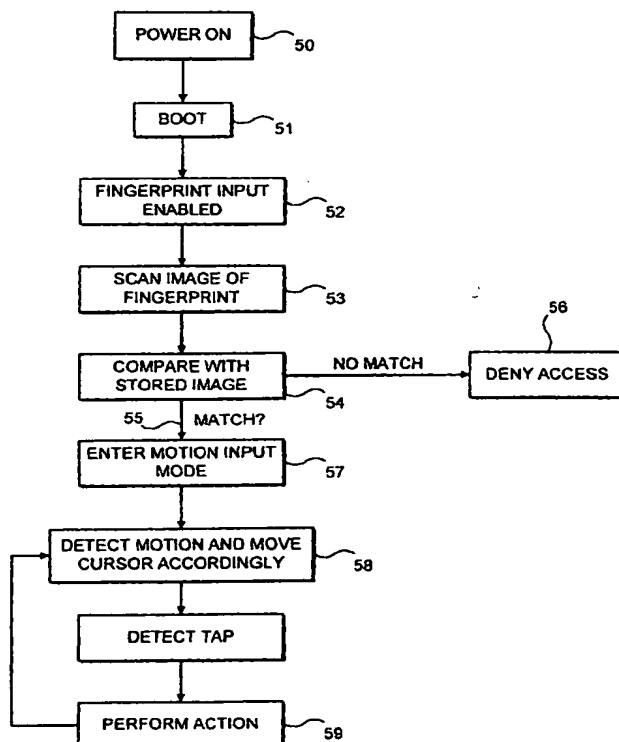 POWER ON
50
BOOT
51
FINGERPRINT INPUT
ENABLED
52
SCAN IMAGE OF
FINGERPRINT
53
COMPARE WITH
STORED IMAGE
54
NO MATCH
56
DENY ACCESS
55
MATCH?
ENTER MOTION INPUT
MODE
57
DETECT MOTION AND MOVE
CURSOR ACCORDINGLY
58
DETECT TAP
PERFORM ACTION
59